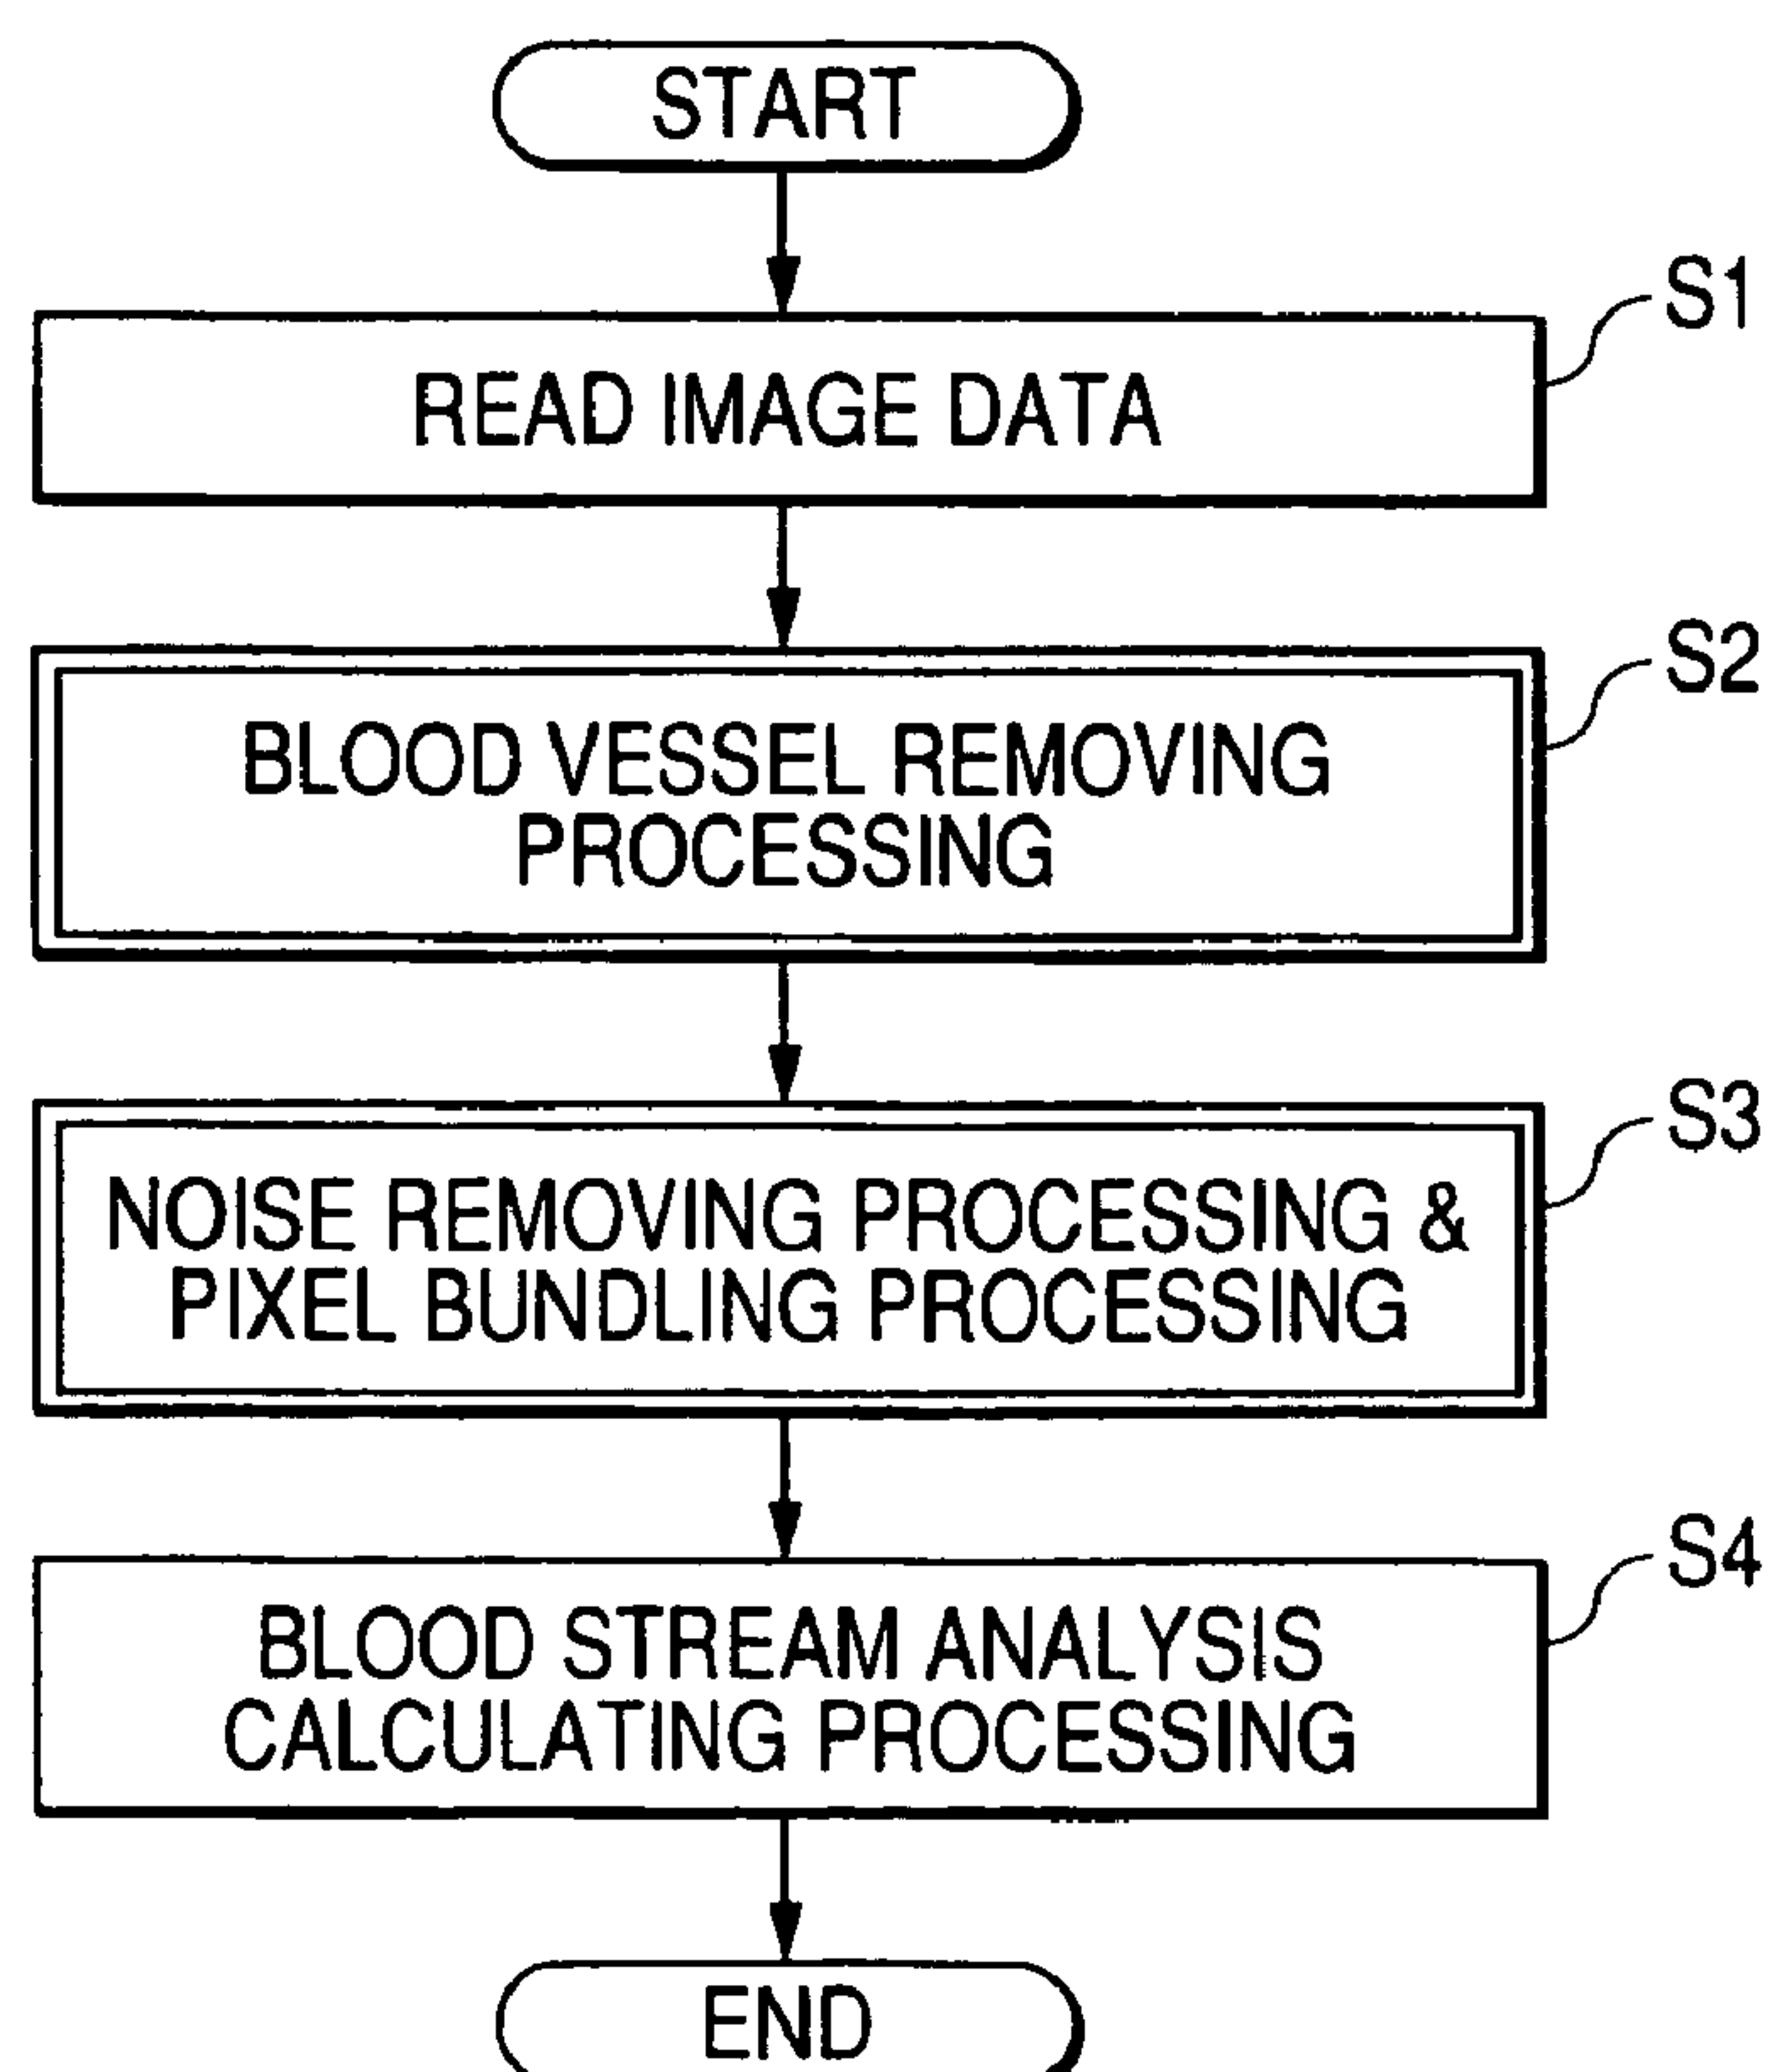 START
S1
READ IMAGE DATA
S2
BLOOD VESSEL REMOVING
PROCESSING
S3
NOISE REMOVING PROCESSING &
PIXEL BUNDLING PROCESSING
S4
BLOOD STREAM ANALYSIS
CALCULATING PROCESSING
END